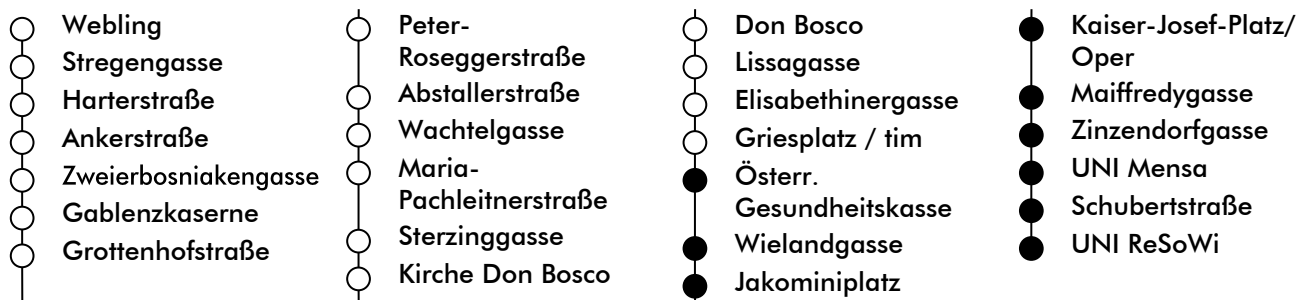 Webling
Stregengasse
Harterstraße
Ankerstraße
Zweierbosniakengasse
Gablenzkaserne
Grottenhofstraße
Peter-
Roseggerstraße
Abstallerstraße
Wachtelgasse
Maria-
Pachleitnerstraße
Sterzinggasse
Kirche Don Bosco
Don Bosco
Lissagasse
Elisabethinergasse
Griesplatz / tim
Österr.
Gesundheitskasse
Wielandgasse
Jakominiplatz
Kaiser-Josef-Platz/
Oper
Maiffredygasse
Zinzendorfgasse
UNI Mensa
Schubertstraße
UNI ReSoWi